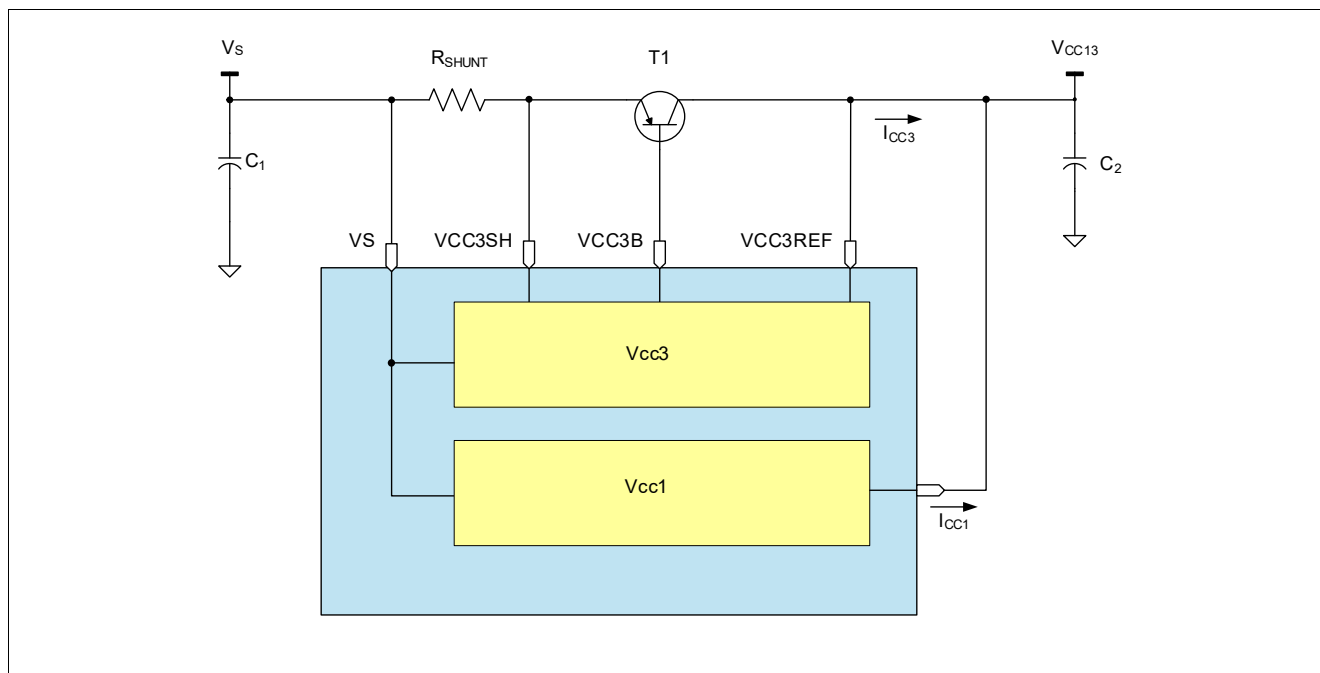 VS
RSHUNT
T1
VCC13
ICC3
C1
C2
VS
VCC3SH
VCC3B
VCC3REF
Vcc3
Vcc1
ICC1